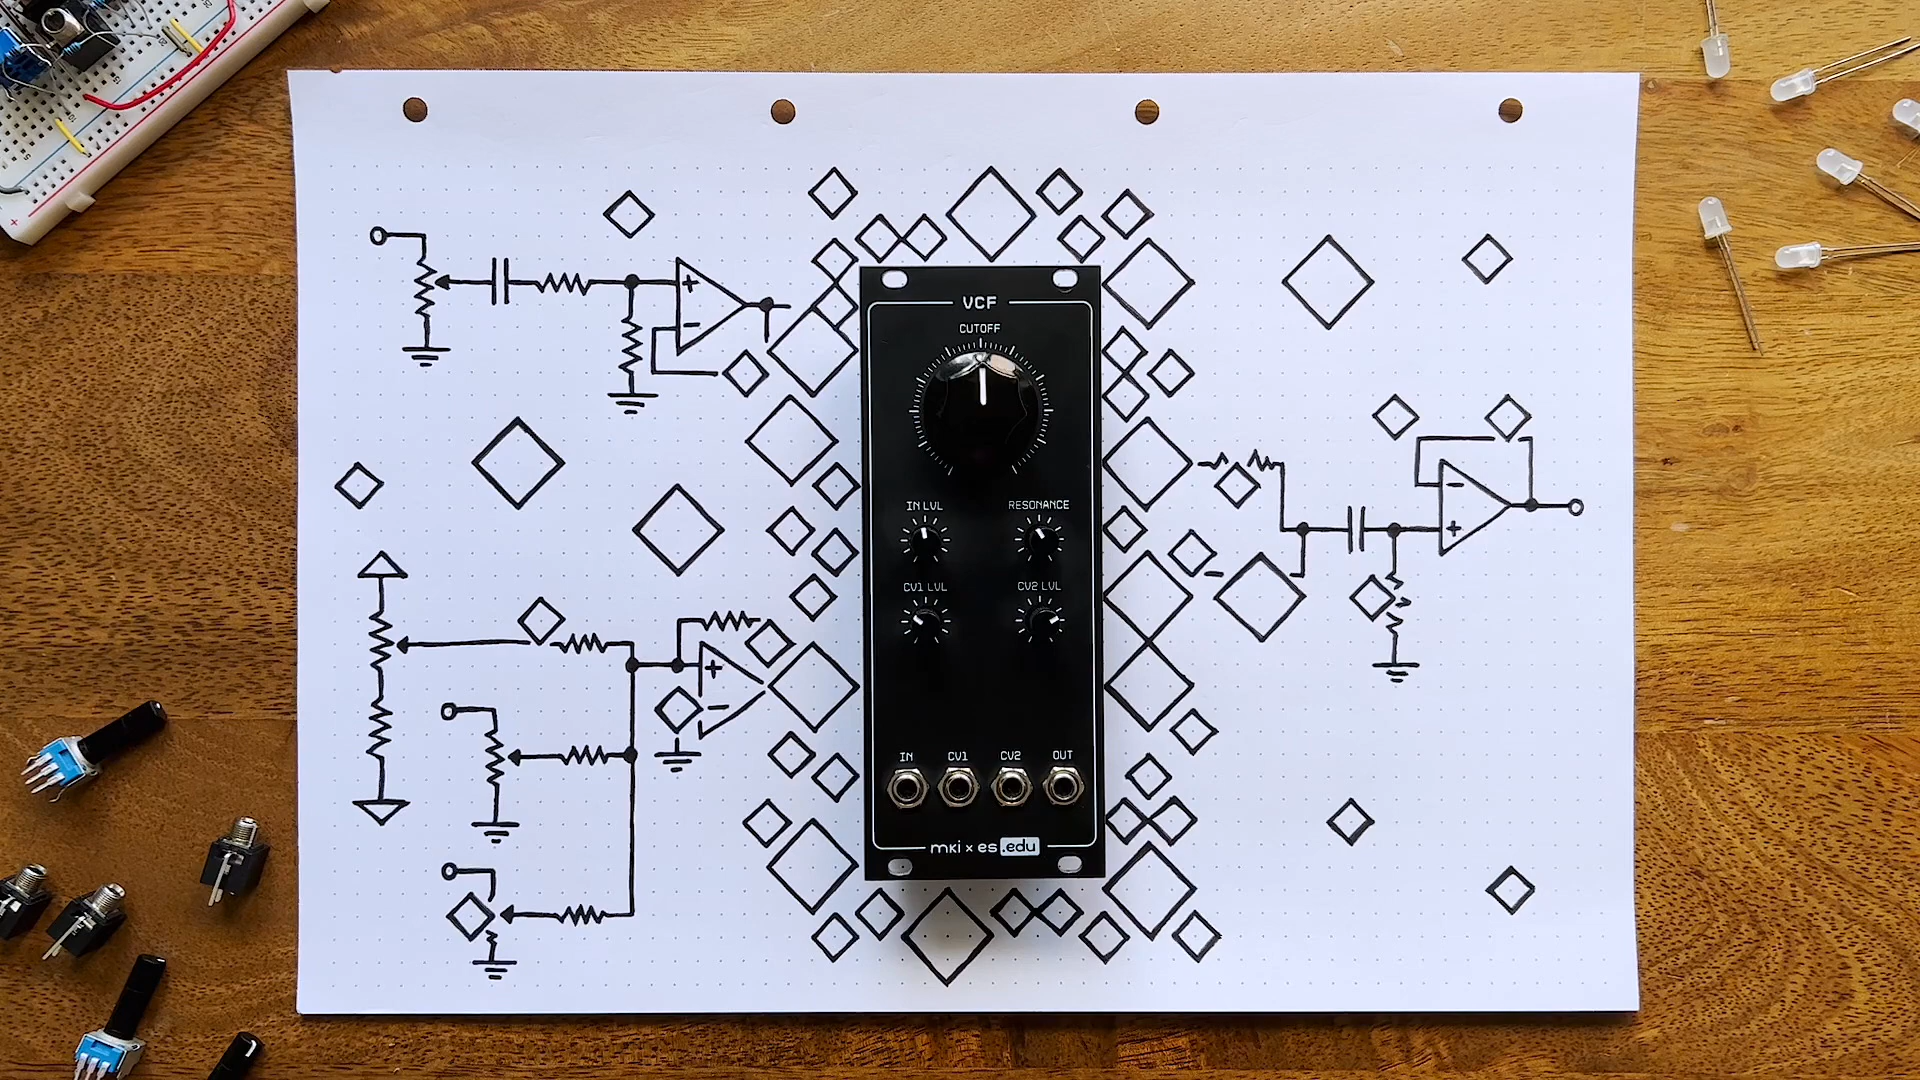 VCF
CUTOFF
IN LVL RESONANCE
CV1 LVL CV2 LVL
IN CV1 CV2 OUT
mki x es.edu